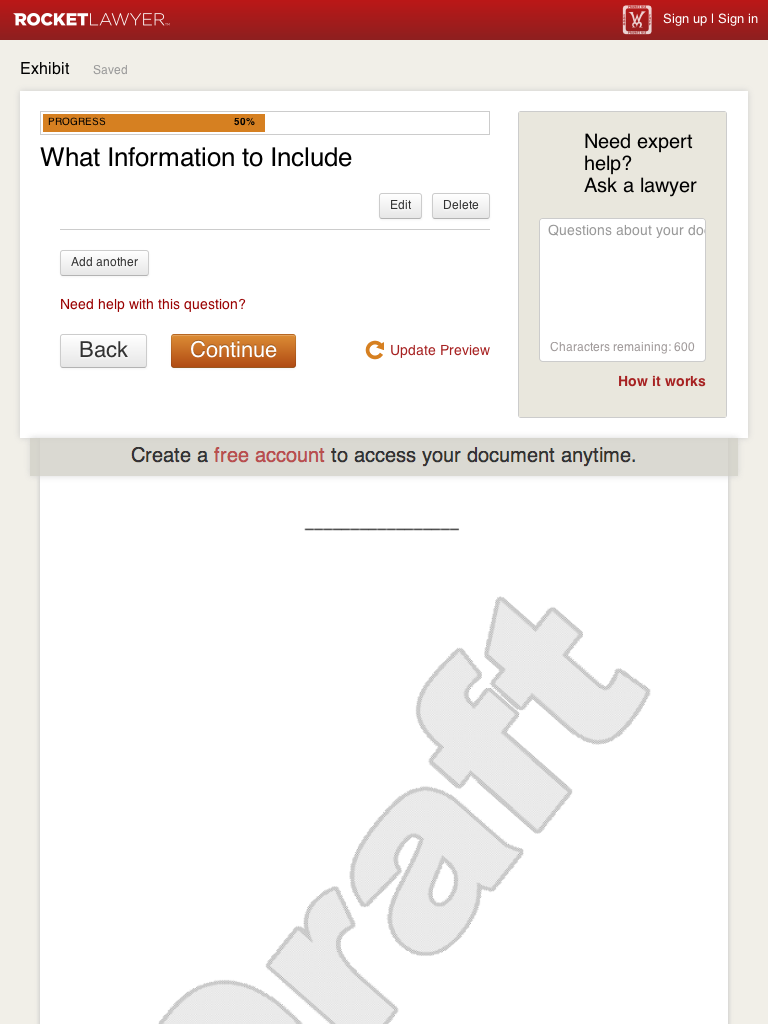 ROCKETLAWYER
Sign up | Sign in
Exhibit
Saved
PROGRESS 50%
What Information to Include
Edit
Delete
Add another
Need help with this question?
Back
Continue
Update Preview
Need expert
help?
Ask a lawyer
Questions about your do
Characters remaining: 600
How it works
Create a free account to access your document anytime.
_________________
Draft